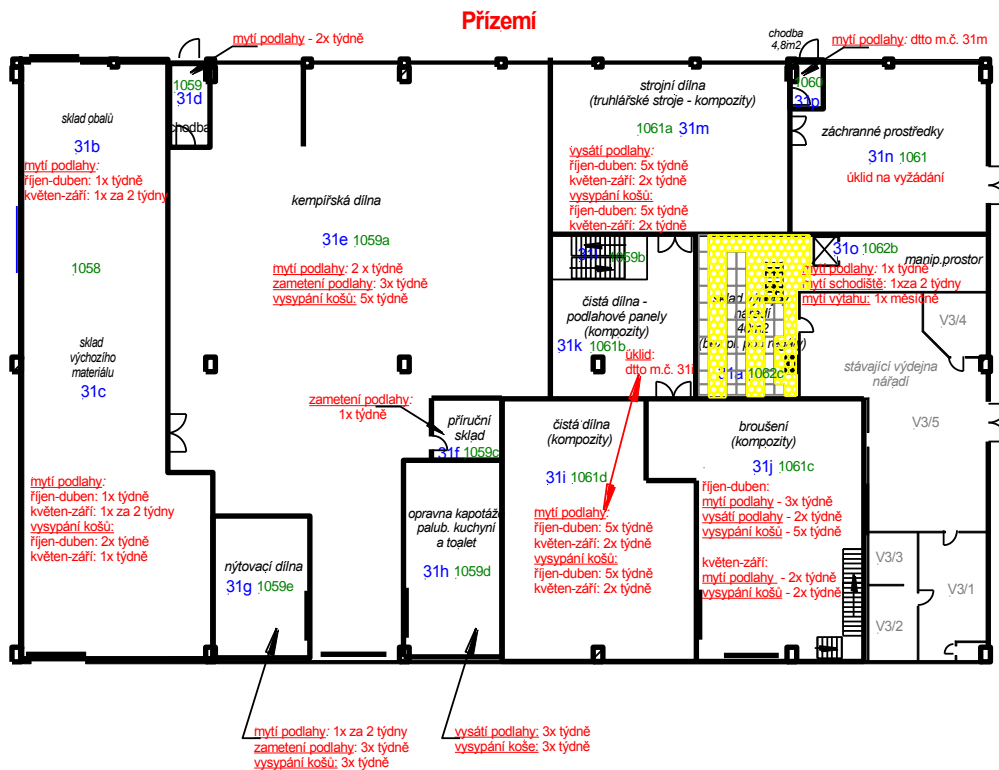 Přízemí
mytí podlahy - 2x týdně
chodba
4,8m2
mytí podlahy: dtto m.č. 31m
1059
31d
chodba
1060
31p
sklad obalů
31b
mytí podlahy:
říjen-duben: 1x týdně
květen-září: 1x za 2 týdny
1058
sklad
výchozího
materiálu
31c
mytí podlahy:
říjen-duben: 1x týdně
květen-září: 1x za 2 týdny
vysypání košů:
říjen-duben: 2x týdně
květen-září: 1x týdně
kempířská dílna
31e 1059a
mytí podlahy: 2 x týdně
zametení podlahy: 3x týdně
vysypání košů: 5x týdně
strojní dílna
(truhlářské stroje - kompozity)
1061a 31m
vysátí podlahy:
říjen-duben: 5x týdně
květen-září: 2x týdně
vysypání košů:
říjen-duben: 5x týdně
květen-září: 2x týdně
záchranné prostředky
31n 1061
úklid na vyžádání
1059b
čistá dílna -
podlahové panely
(kompozity)
31k 1061b
úklid:
dtto m.č. 31i
31o 1062b
manip.prostor
mytí podlahy: 1x týdně
mytí schodiště: 1xza 2 týdny
mytí výtahu: 1x měsíčně
sklad
nářadí
40m2
31a 1062c
V3/4
stávající výdejna
nářadí
V3/5
zametení podlahy:
1x týdně
příruční
sklad
31f 1059c
opravna kapotáže
palub. kuchyní
a toalet
31h 1059d
čistá dílna
(kompozity)
31i 1061d
mytí podlahy:
říjen-duben: 5x týdně
květen-září: 2x týdně
vysypání košů:
říjen-duben: 5x týdně
květen-září: 2x týdně
broušení
(kompozity)
31j 1061c
říjen-duben:
mytí podlahy - 3x týdně
vysátí podlahy - 2x týdně
vysypání košů - 5x týdně
květen-září:
mytí podlahy - 2x týdně
vysypání košů - 2x týdně
nýtovací dílna
31g 1059e
V3/3
V3/2
V3/1
mytí podlahy: 1x za 2 týdny
zametení podlahy: 3x týdně
vysypání košů: 3x týdně
vysátí podlahy: 3x týdně
vysypání koše: 3x týdně